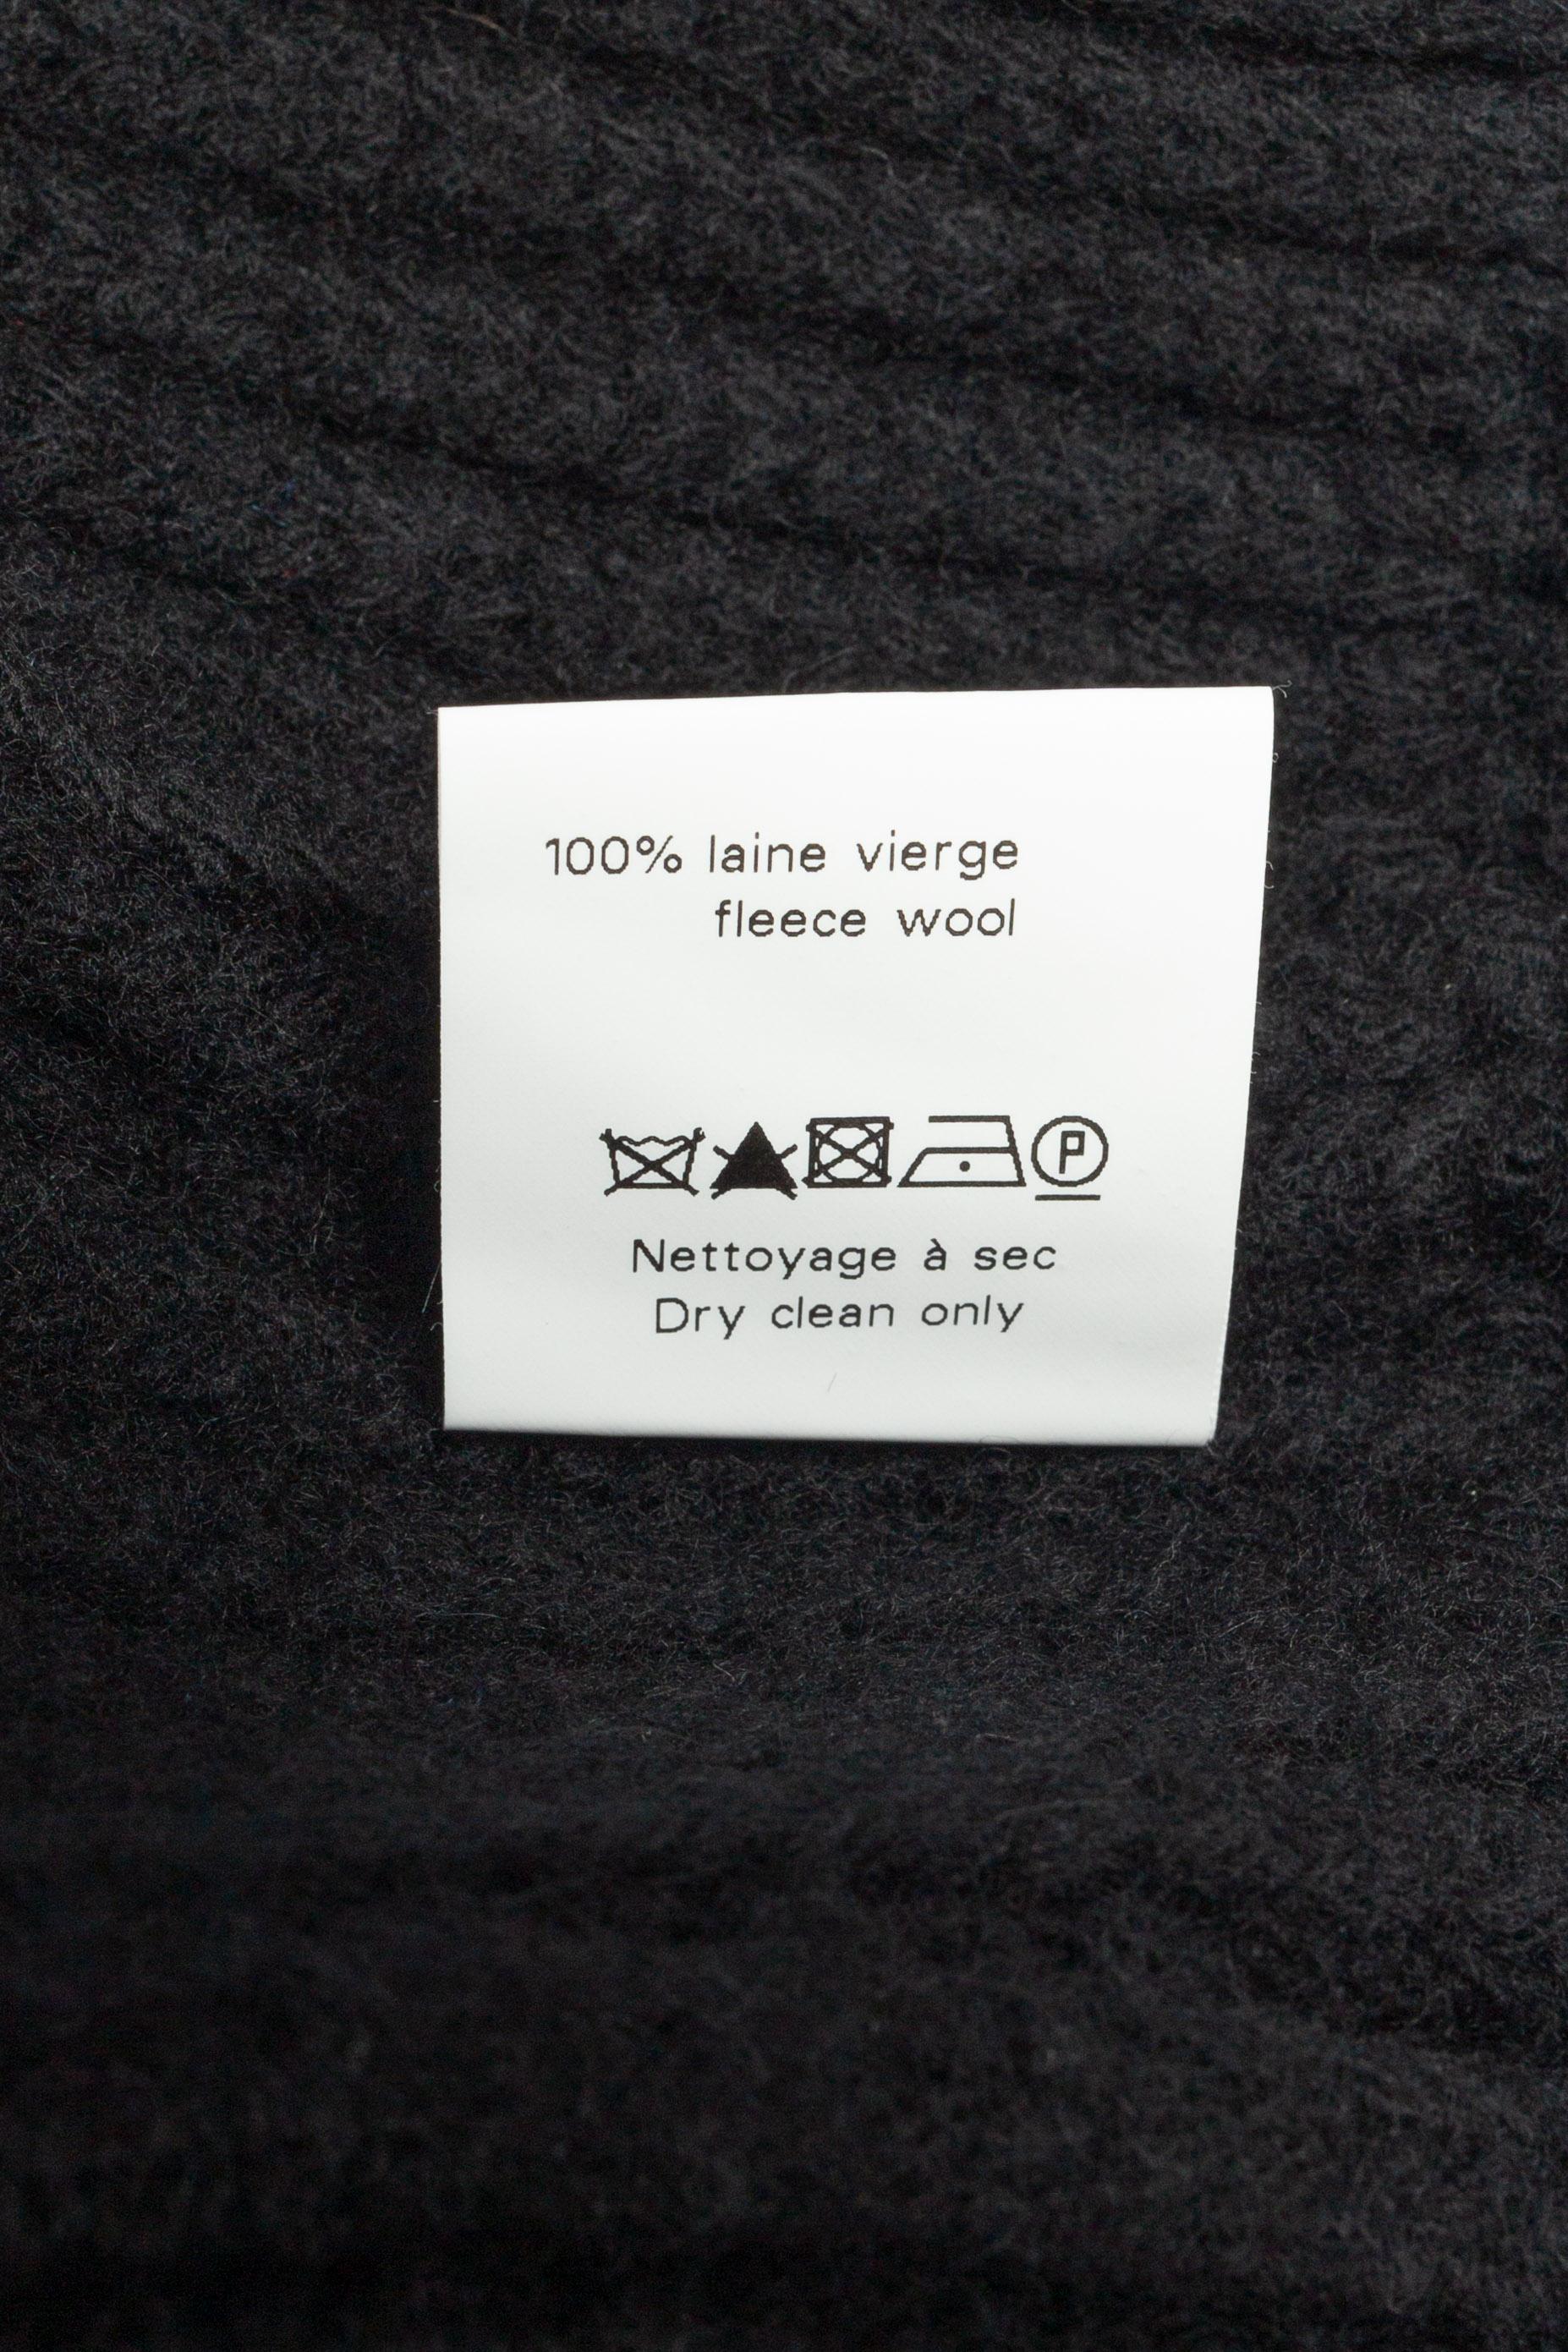 100% laine vierge
fleece wool
P
Nettoyage à sec
Dry clean only